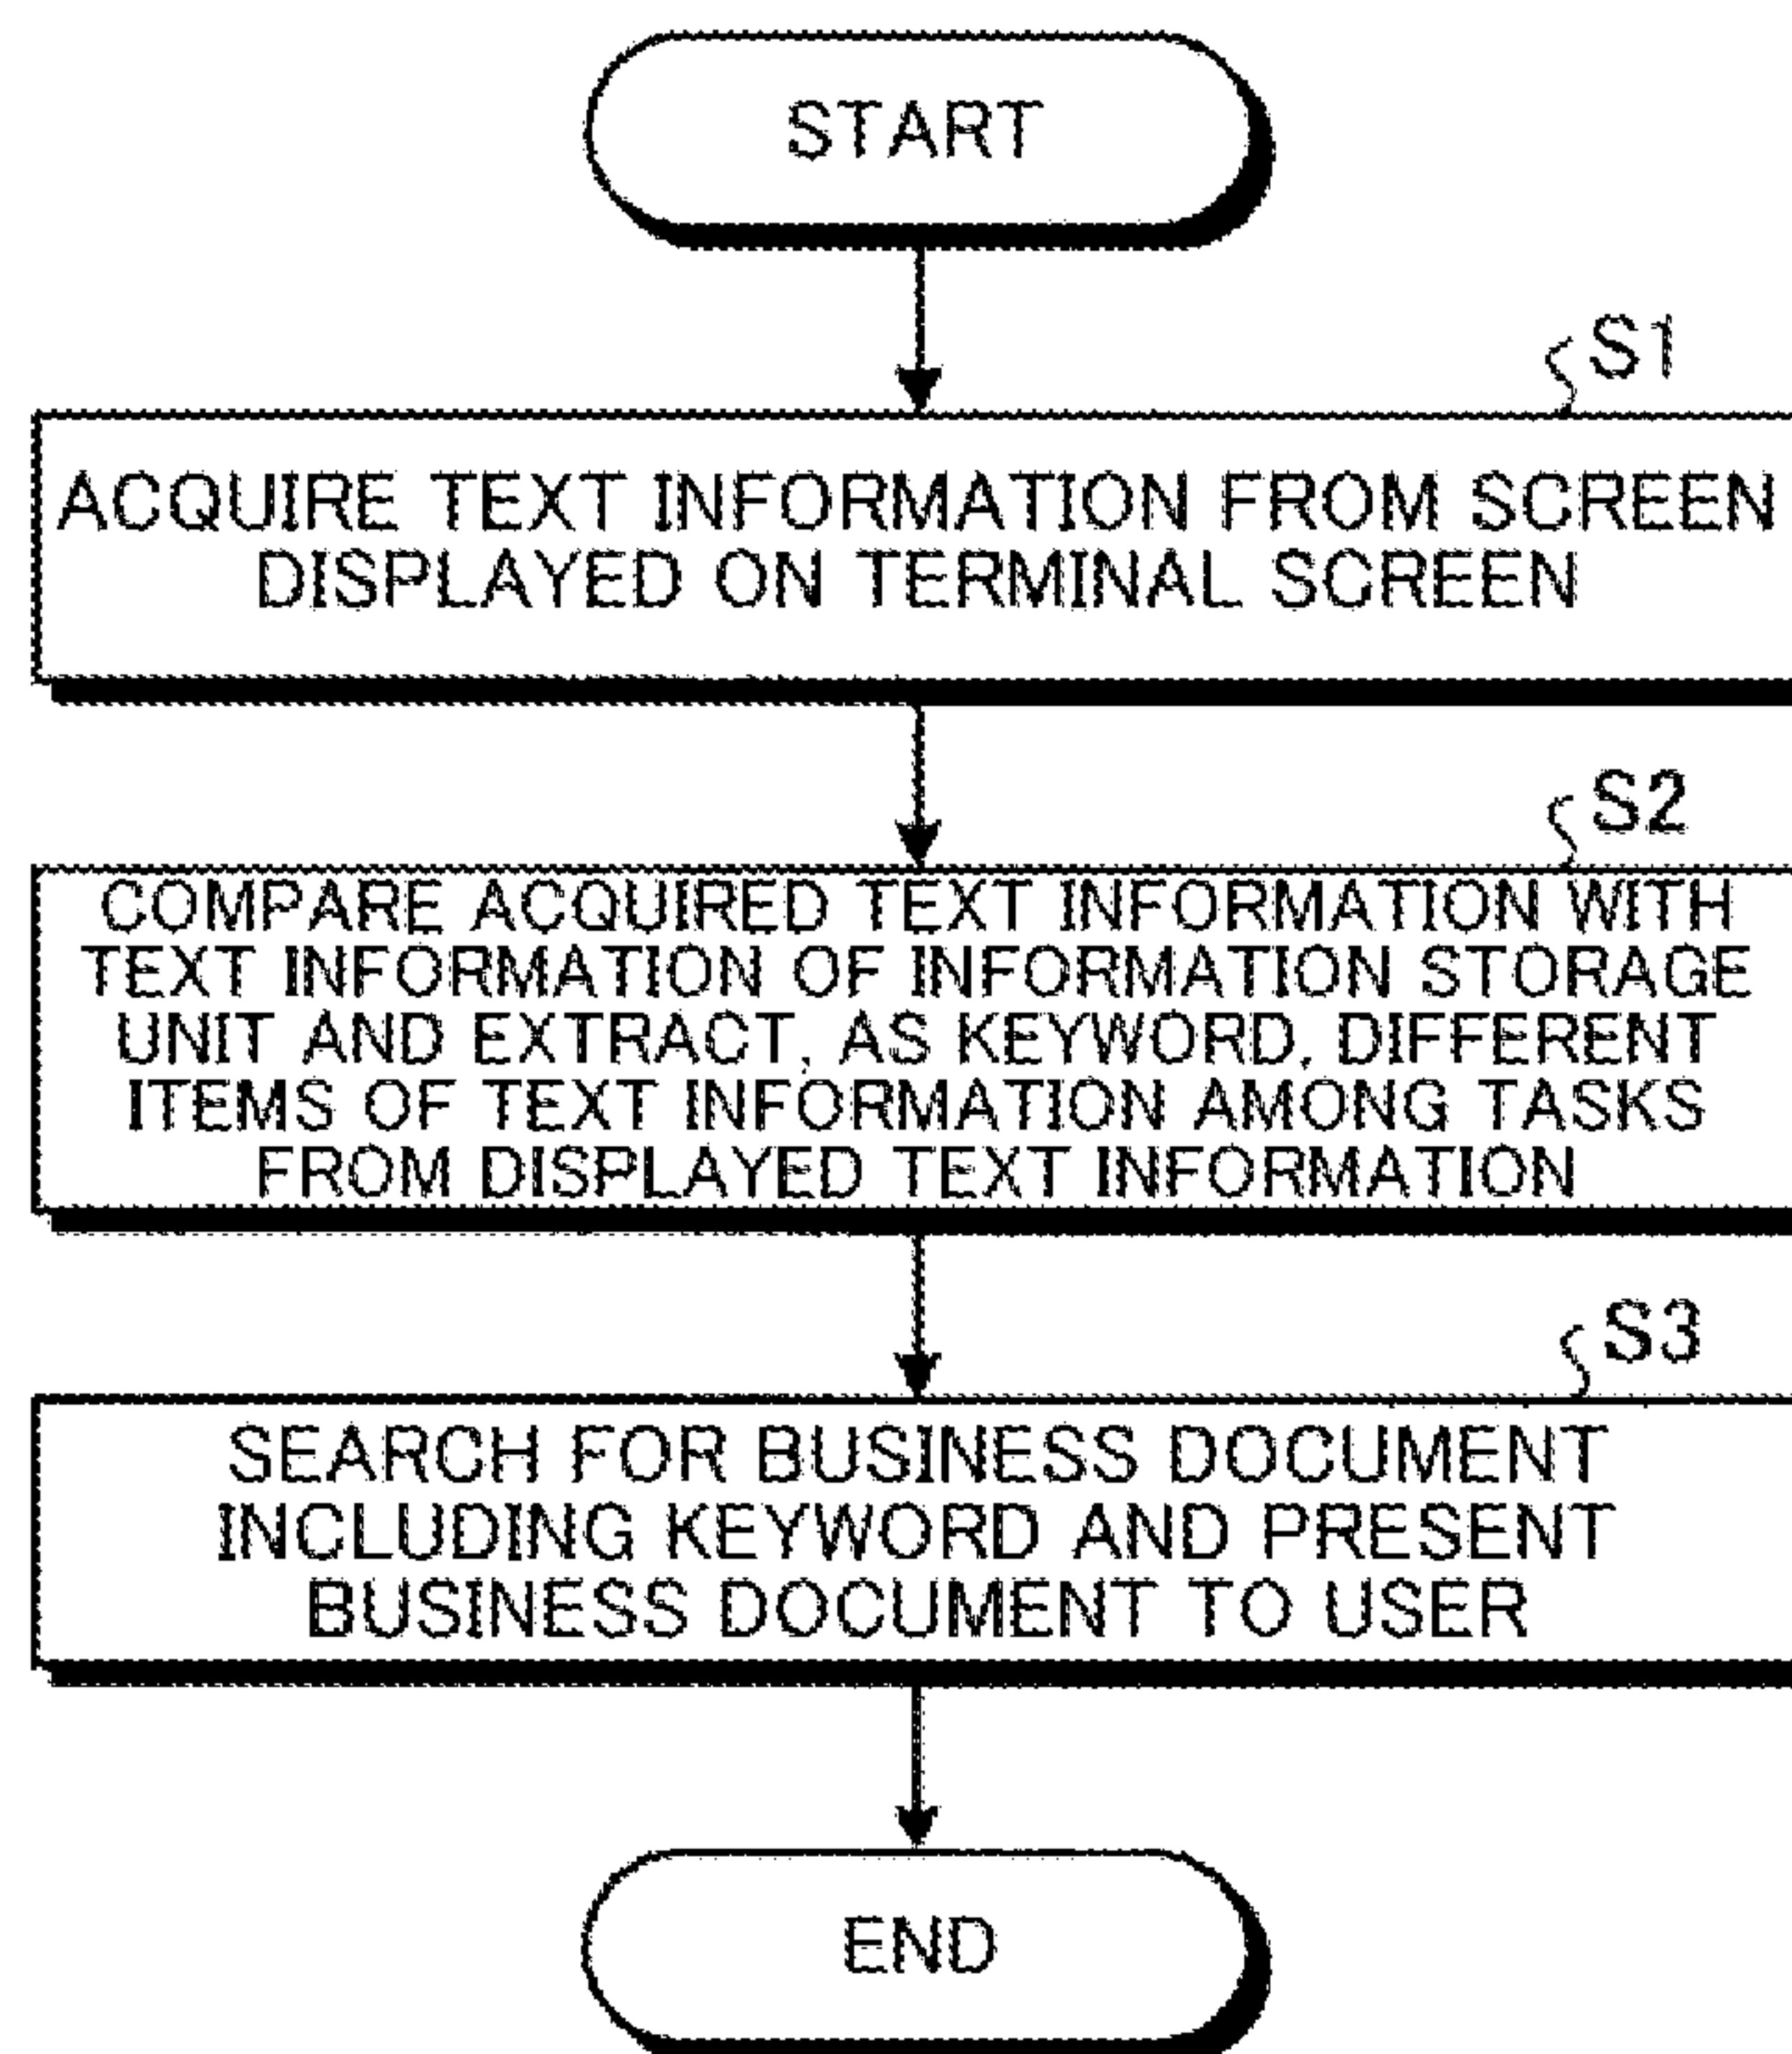 START
S1
ACQUIRE TEXT INFORMATION FROM SCREEN
DISPLAYED ON TERMINAL SCREEN
S2
COMPARE ACQUIRED TEXT INFORMATION WITH
TEXT INFORMATION OF INFORMATION STORAGE
UNIT AND EXTRACT, AS KEYWORD, DIFFERENT
ITEMS OF TEXT INFORMATION AMONG TASKS
FROM DISPLAYED TEXT INFORMATION
S3
SEARCH FOR BUSINESS DOCUMENT
INCLUDING KEYWORD AND PRESENT
BUSINESS DOCUMENT TO USER
END